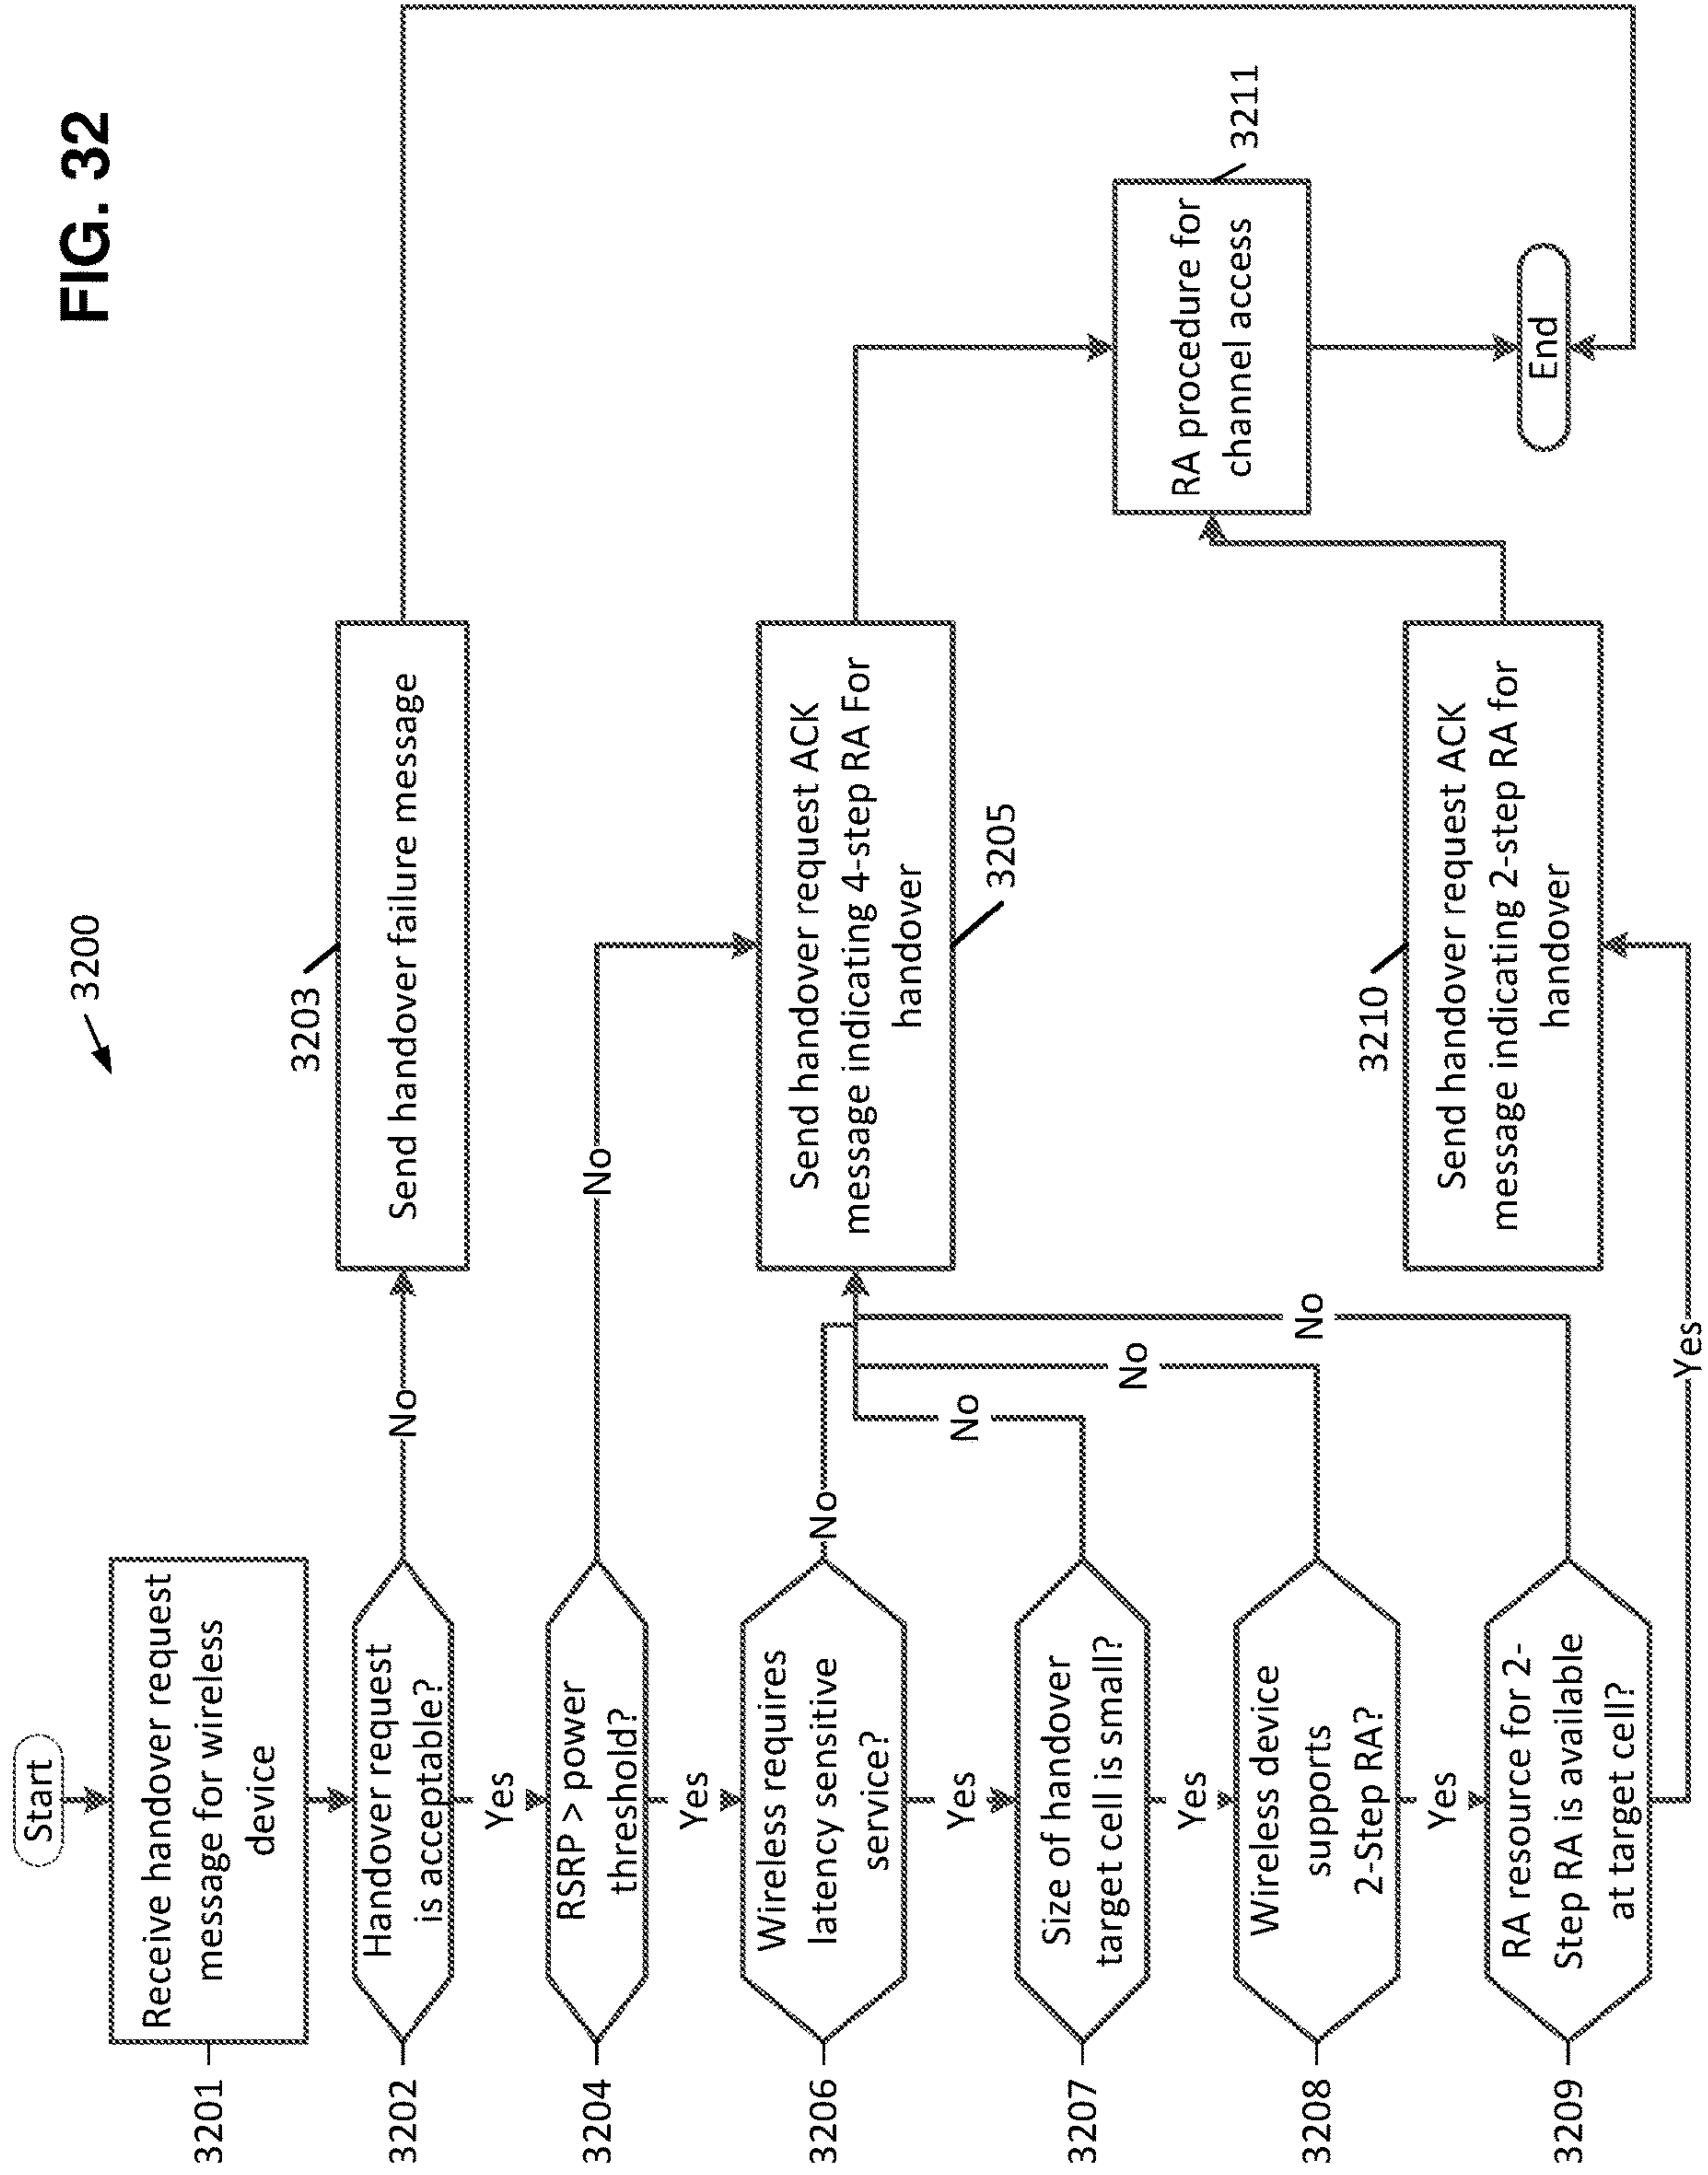 FIG. 32
3200
Start
3201
Receive handover request
message for wireless
device
3202
Handover request
is acceptable?
No
3203
Send handover failure message
Yes
3204
RSRP > power
threshold?
No
Yes
3206
Wireless requires
latency sensitive
service?
No
Send handover request ACK
message indicating 4-step RA For
handover
3205
Yes
3207
Size of handover
target cell is small?
No
Yes
3208
Wireless device
supports
2-Step RA?
No
Yes
3209
RA resource for 2-
Step RA is available
at target cell?
No
Yes
3210
Send handover request ACK
message indicating 2-step RA for
handover
RA procedure for
channel access
3211
End